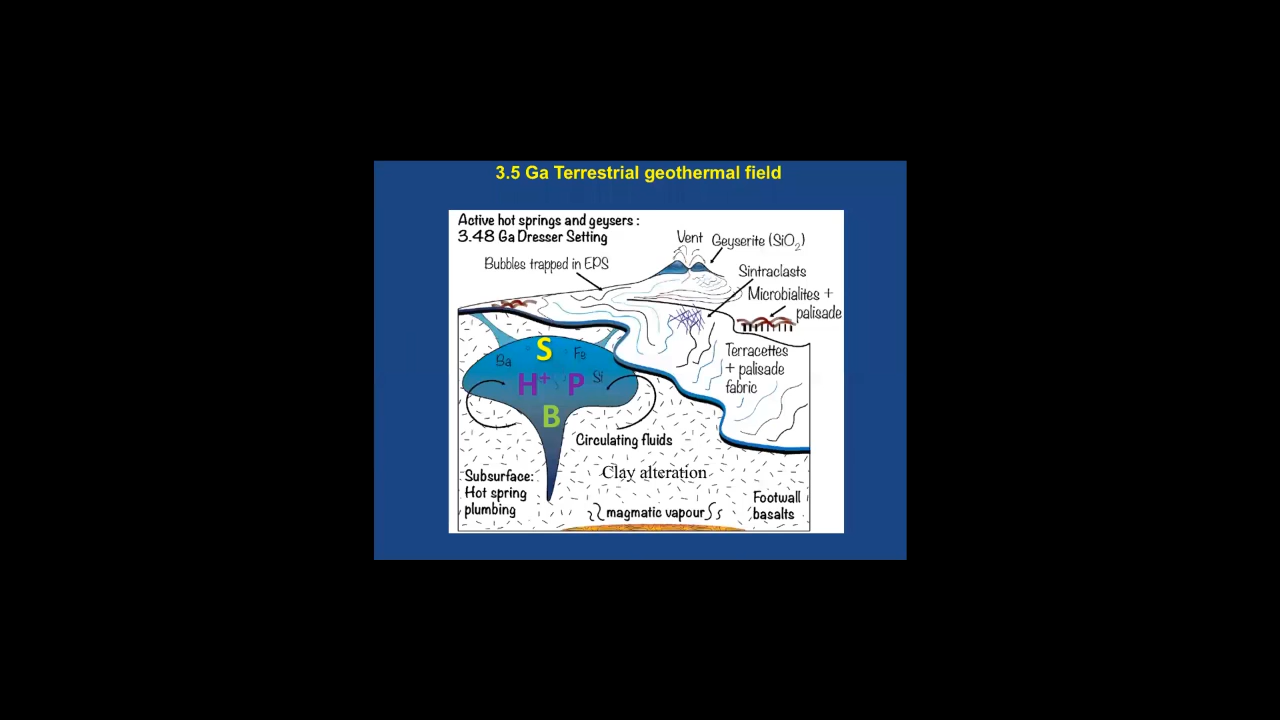 3.5 Ga Terrestrial geothermal field
Active hot springs and geysers :
3.48 Ga Dresser Setting
Vent
Geyserite (SiO₂)
Bubbles trapped in EPS
Sintraclasts
Microbialites +
palisade
S
Ba
Fe
Si
H⁺
P
B
Terracettes
+ palisade
fabric
Circulating fluids
Clay alteration
Subsurface:
Hot spring
plumbing
magmatic vapour
Footwall
basalts